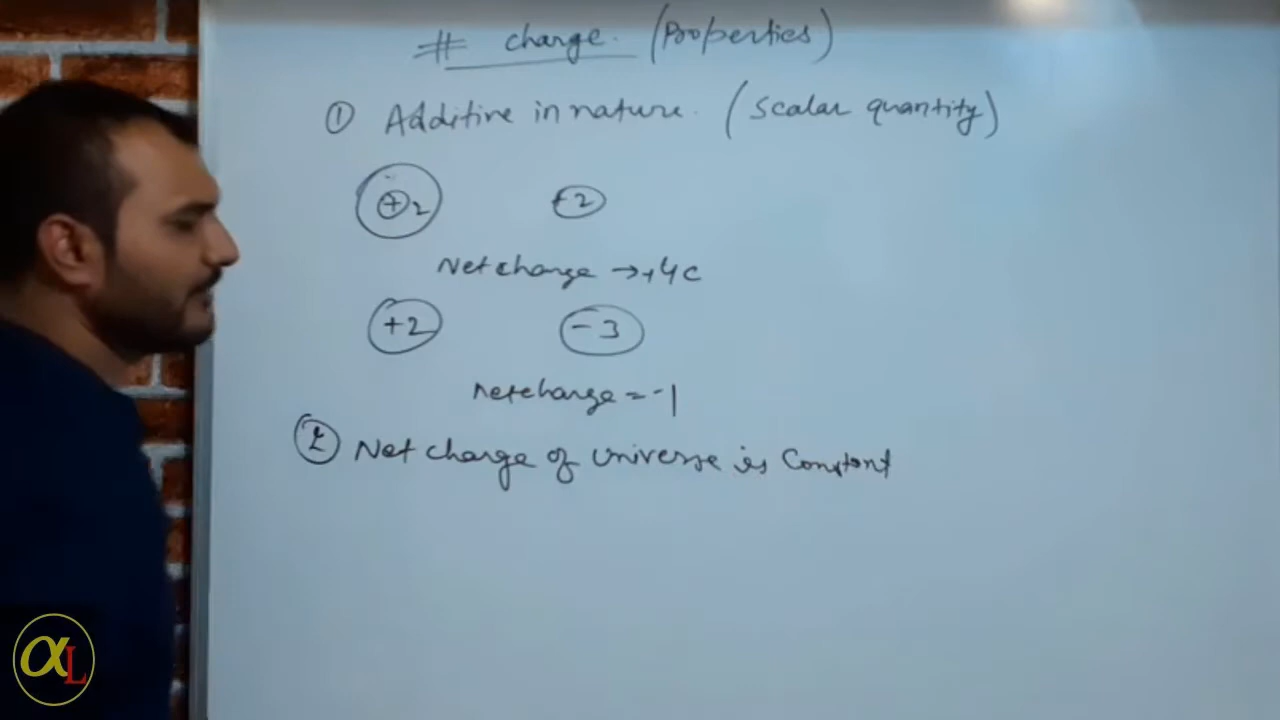 # charge. (Properties)
① Additive in nature. (Scalar quantity)
+2 +2
Net charge → +4C
+2 -3
Net charge = -1
② Net charge of universe is Constant
αL